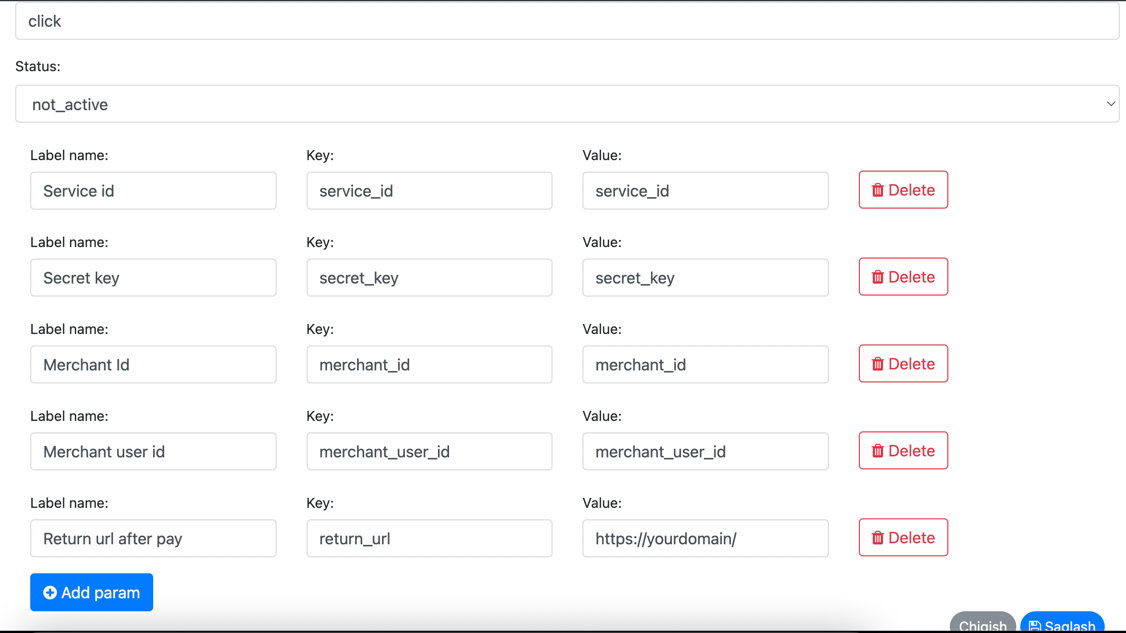 click
Status:
not_active
Label name: Key: Value:
Service id service_id service_id Delete
Label name: Key: Value:
Secret key secret_key secret_key Delete
Label name: Key: Value:
Merchant Id merchant_id merchant_id Delete
Label name: Key: Value:
Merchant user id merchant_user_id merchant_user_id Delete
Label name: Key: Value:
Return url after pay return_url https://yourdomain/ Delete
Add param
Chiqish Saqlash